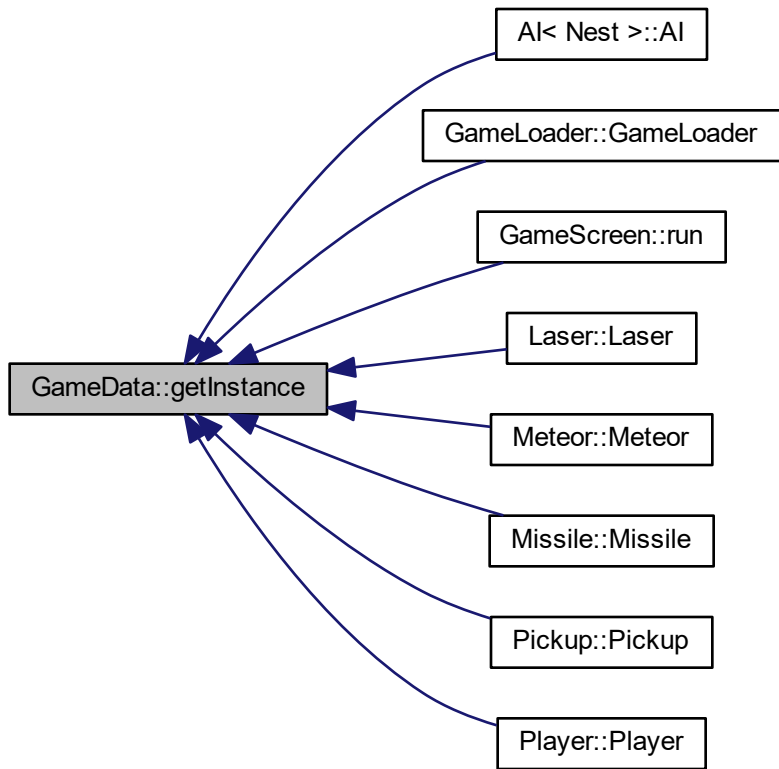 AI< Nest >::AI
GameLoader::GameLoader
GameScreen::run
Laser::Laser
GameData::getInstance
Meteor::Meteor
Missile::Missile
Pickup::Pickup
Player::Player